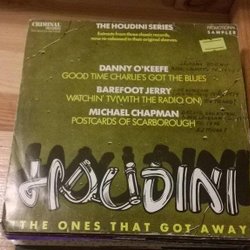 CRIMINAL
THE HOUDINI SERIES
PROMOTIONAL
SAMPLER
Extracts from three classic records,
now re-released in their original sleeves.
DANNY O'KEEFE
GOOD TIME CHARLIE'S GOT THE BLUES
BAREFOOT JERRY
WATCHIN' TV (WITH THE RADIO ON)
MICHAEL CHAPMAN
POSTCARDS OF SCARBOROUGH
HOUDINI
THE ONES THAT GOT AWAY